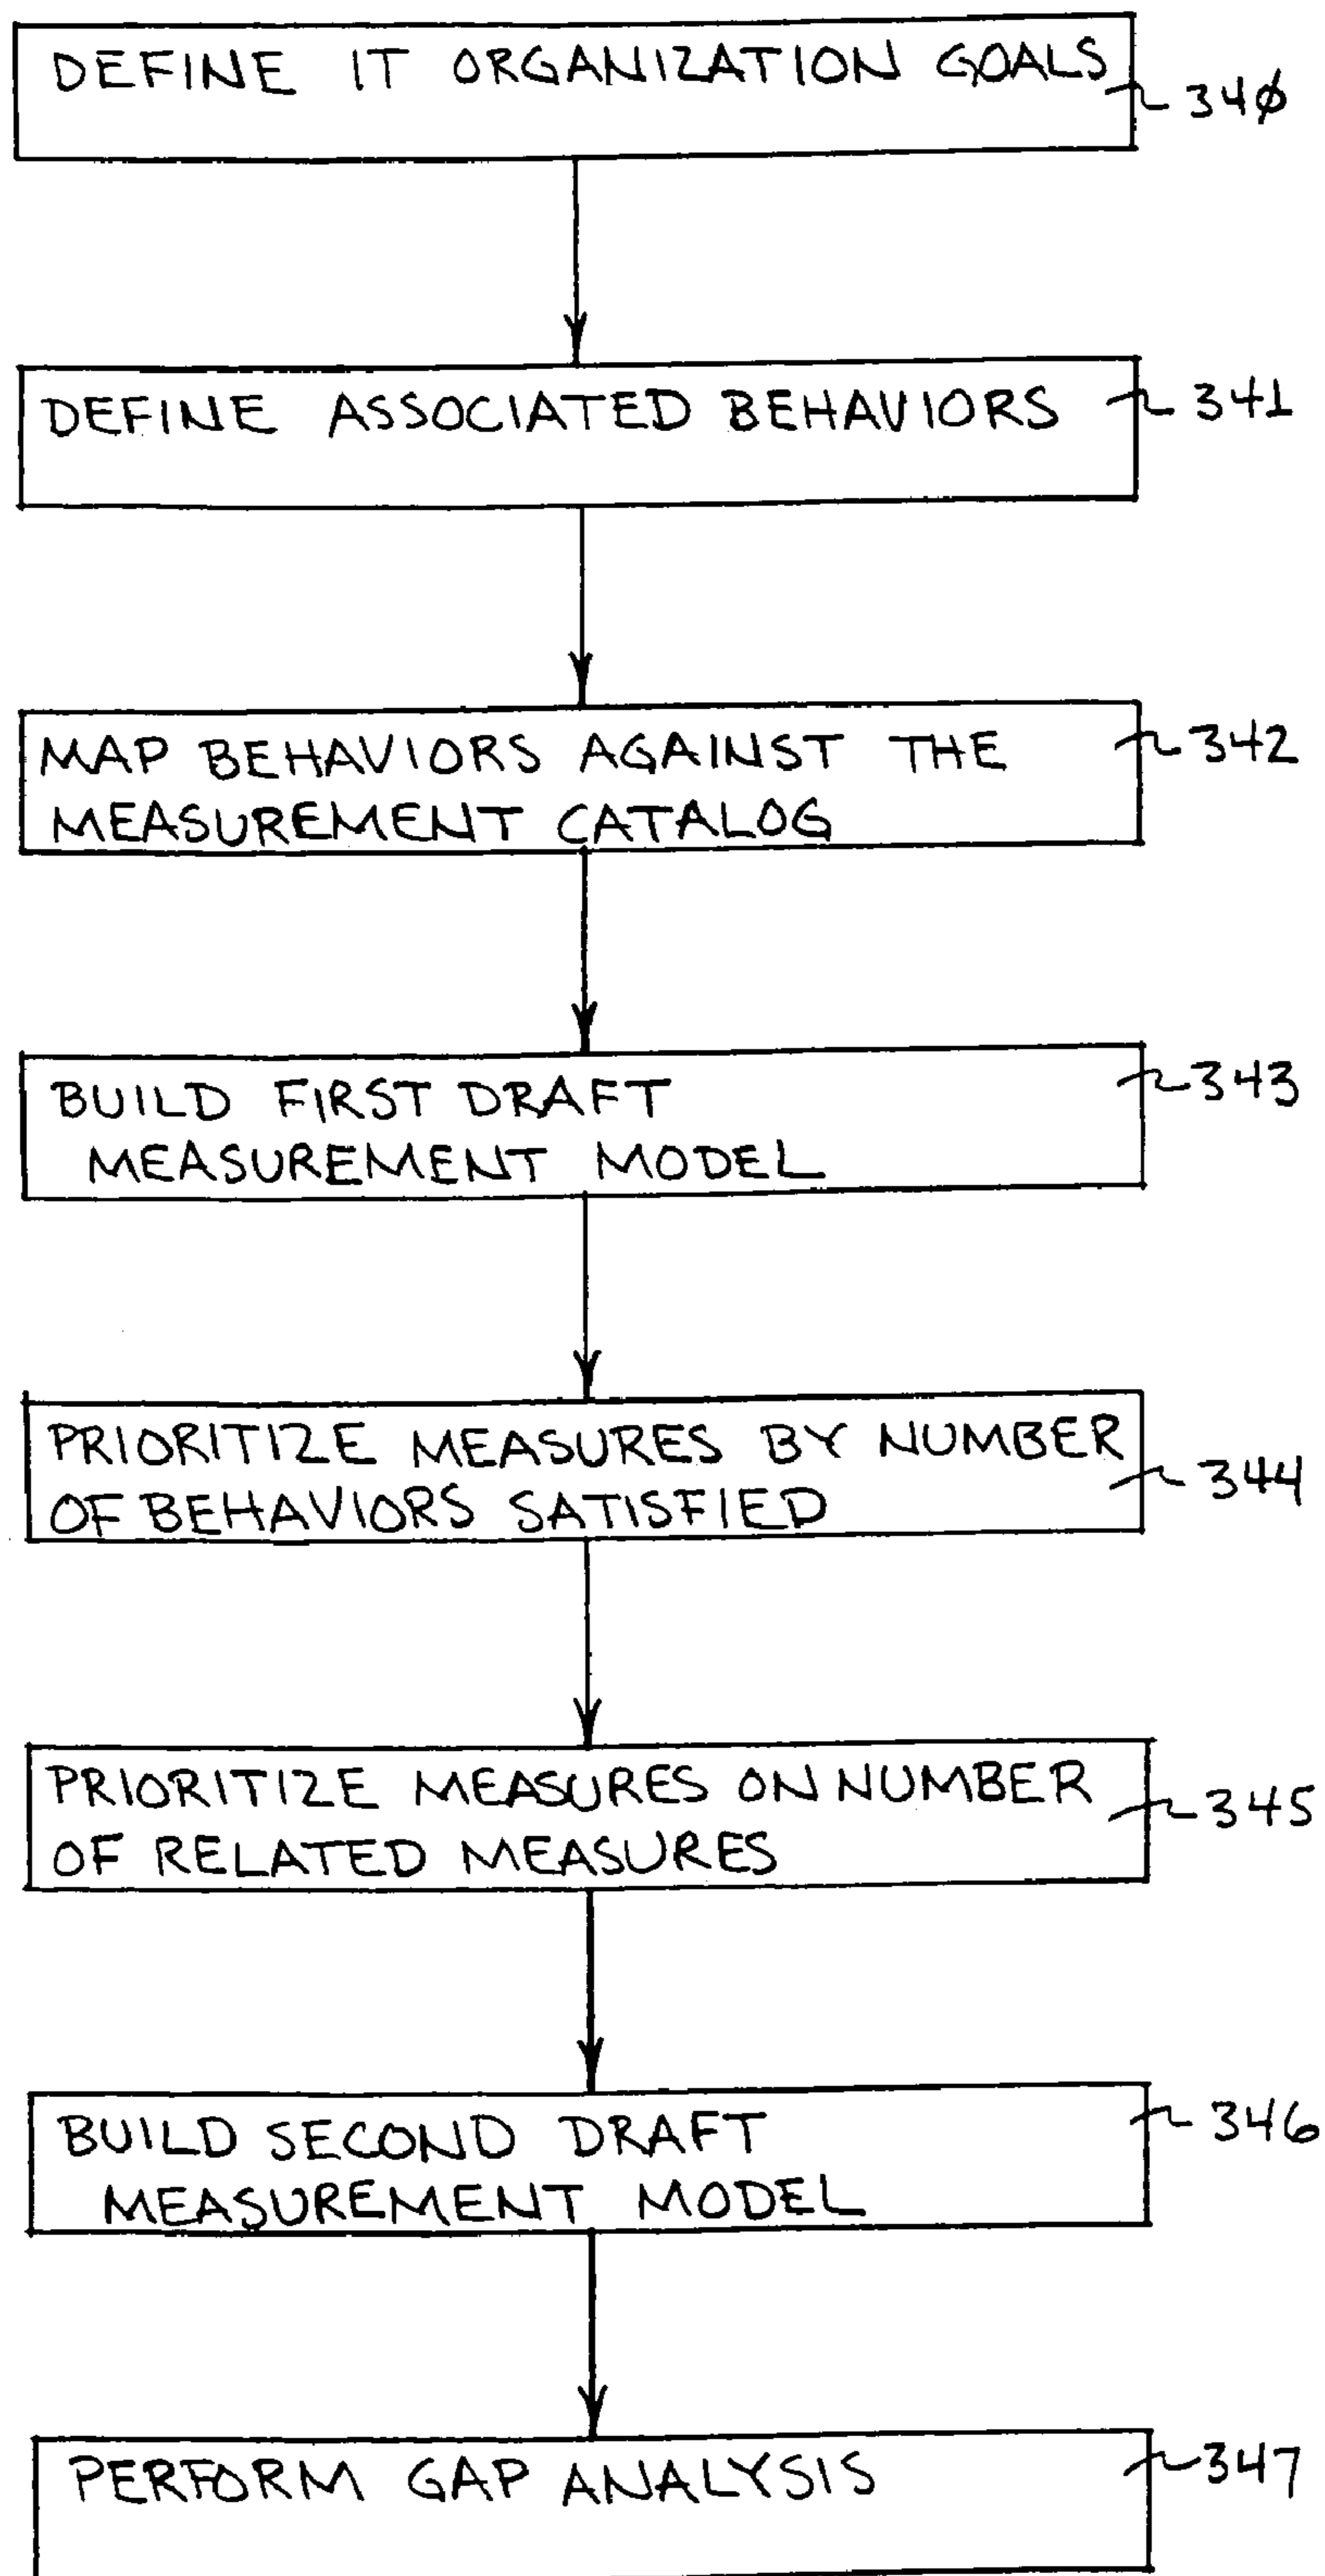 DEFINE IT ORGANIZATION GOALS
340
DEFINE ASSOCIATED BEHAVIORS
341
MAP BEHAVIORS AGAINST THE
342
MEASUREMENT CATALOG
BUILD FIRST DRAFT
343
MEASUREMENT MODEL
PRIORITIZE MEASURES BY NUMBER
344
OF BEHAVIORS SATISFIED
PRIORITIZE MEASURES ON NUMBER
345
OF RELATED MEASURES
BUILD SECOND DRAFT
346
MEASUREMENT MODEL
PERFORM GAP ANALYSIS
347